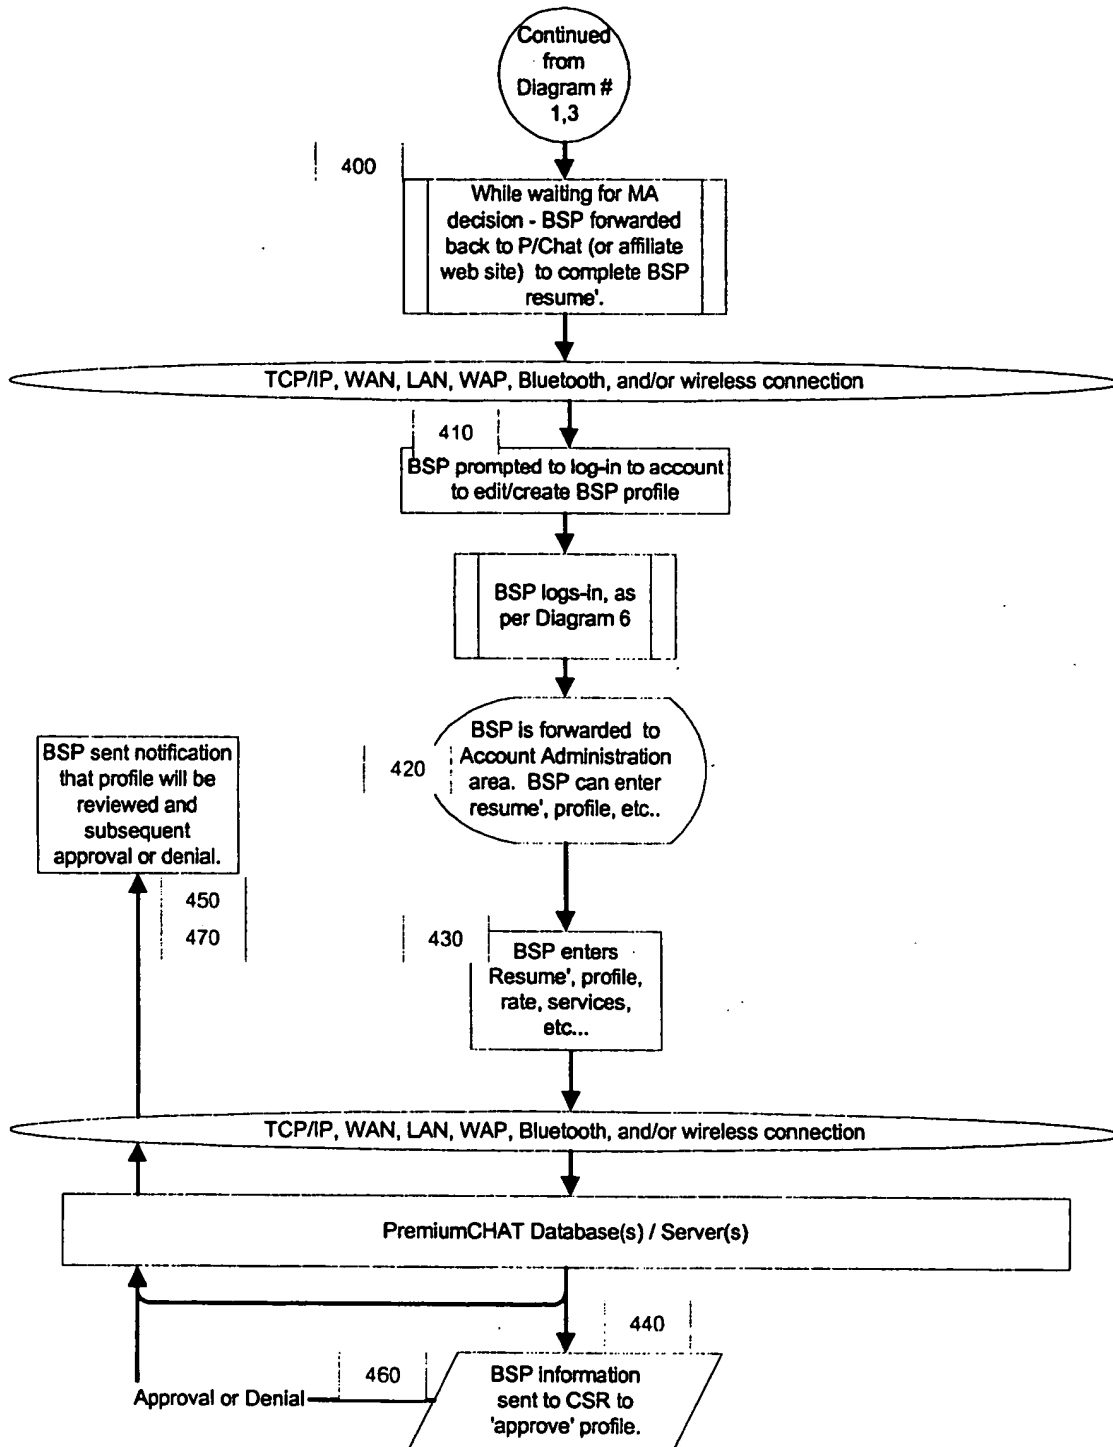 Continued
from
Diagram #
1,3
400
While waiting for MA
decision - BSP forwarded
back to P/Chat (or affiliate
web site) to complete BSP
resume'.
TCP/IP, WAN, LAN, WAP, Bluetooth, and/or wireless connection
410
BSP prompted to log-in to account
to edit/create BSP profile
BSP logs-in, as
per Diagram 6
BSP is forwarded to
Account Administration
area. BSP can enter
resume', profile, etc..
420
BSP sent notification
that profile will be
reviewed and
subsequent
approval or denial.
450
470
430
BSP enters
Resume', profile,
rate, services,
etc...
TCP/IP, WAN, LAN, WAP, Bluetooth, and/or wireless connection
PremiumCHAT Database(s) / Server(s)
440
460
Approval or Denial
BSP information
sent to CSR to
'approve' profile.